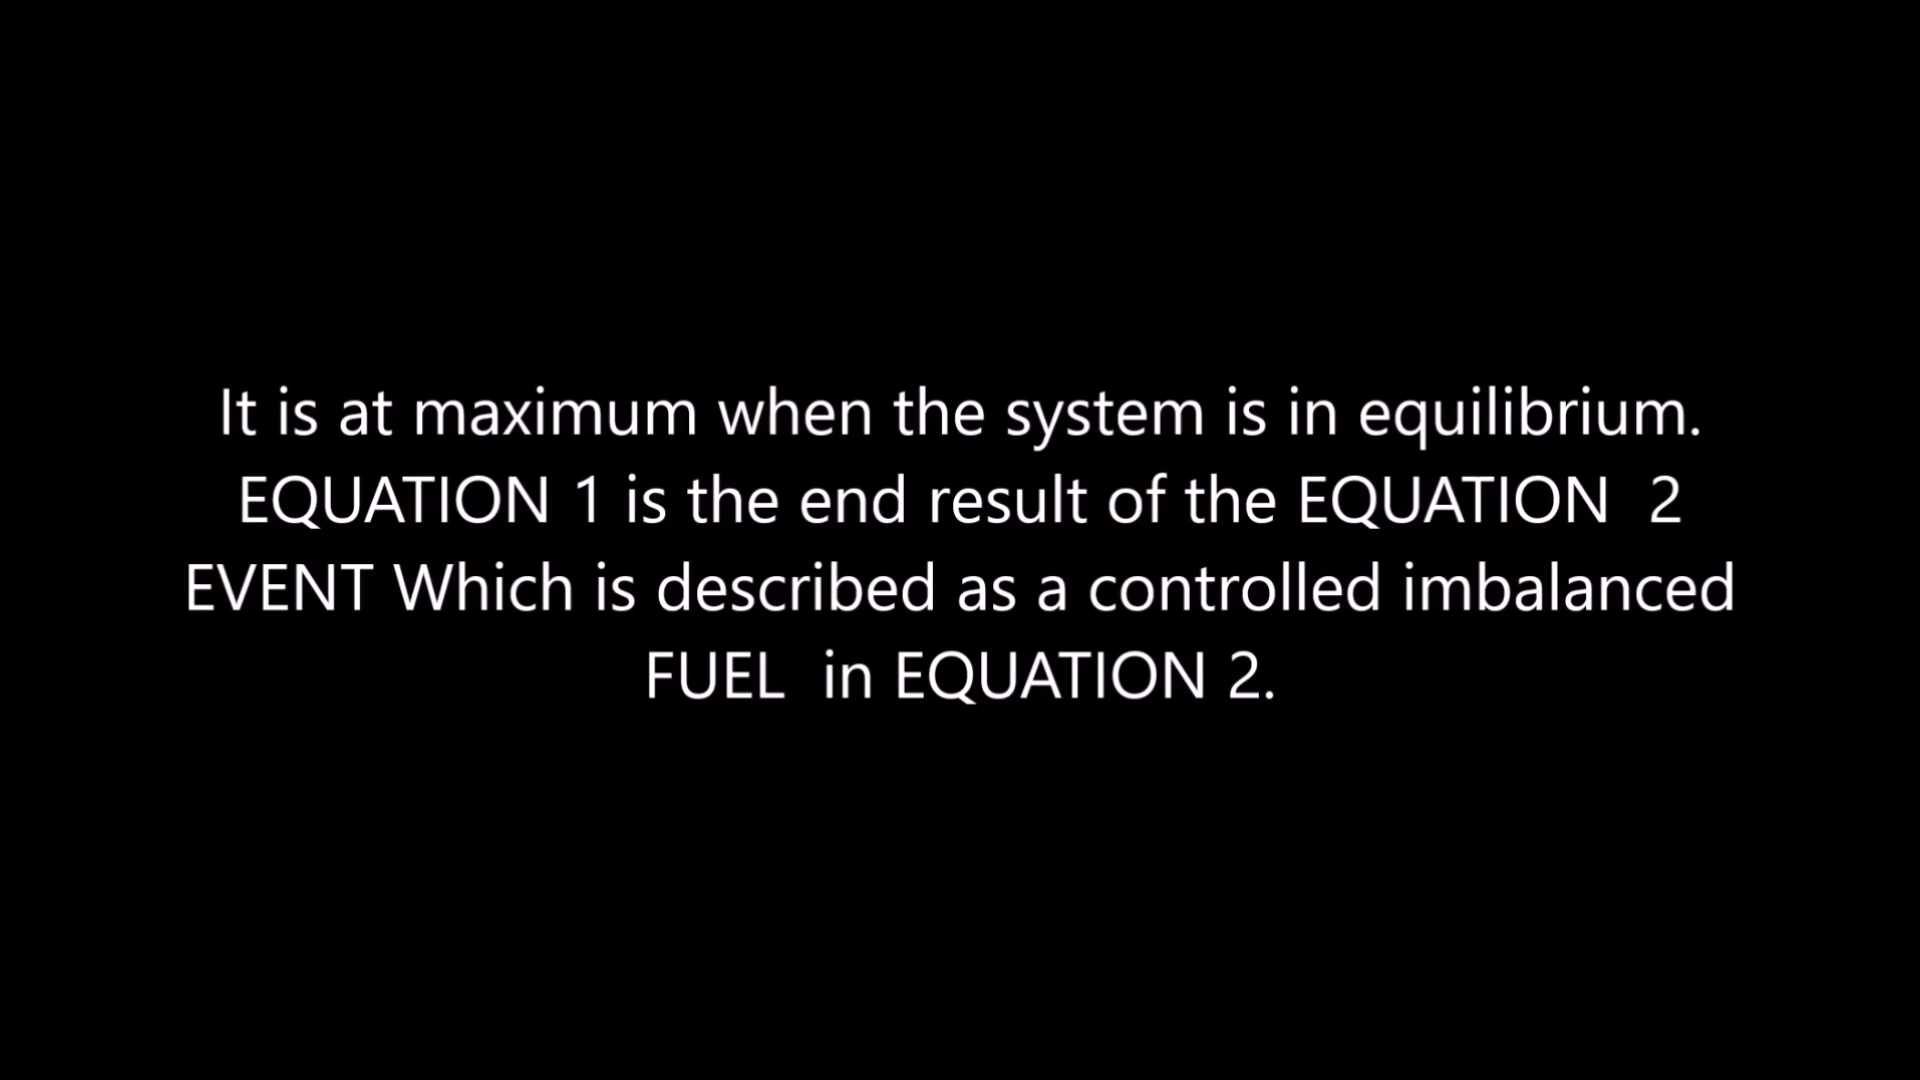 It is at maximum when the system is in equilibrium.
EQUATION 1 is the end result of the EQUATION  2
EVENT Which is described as a controlled imbalanced
FUEL  in EQUATION 2.